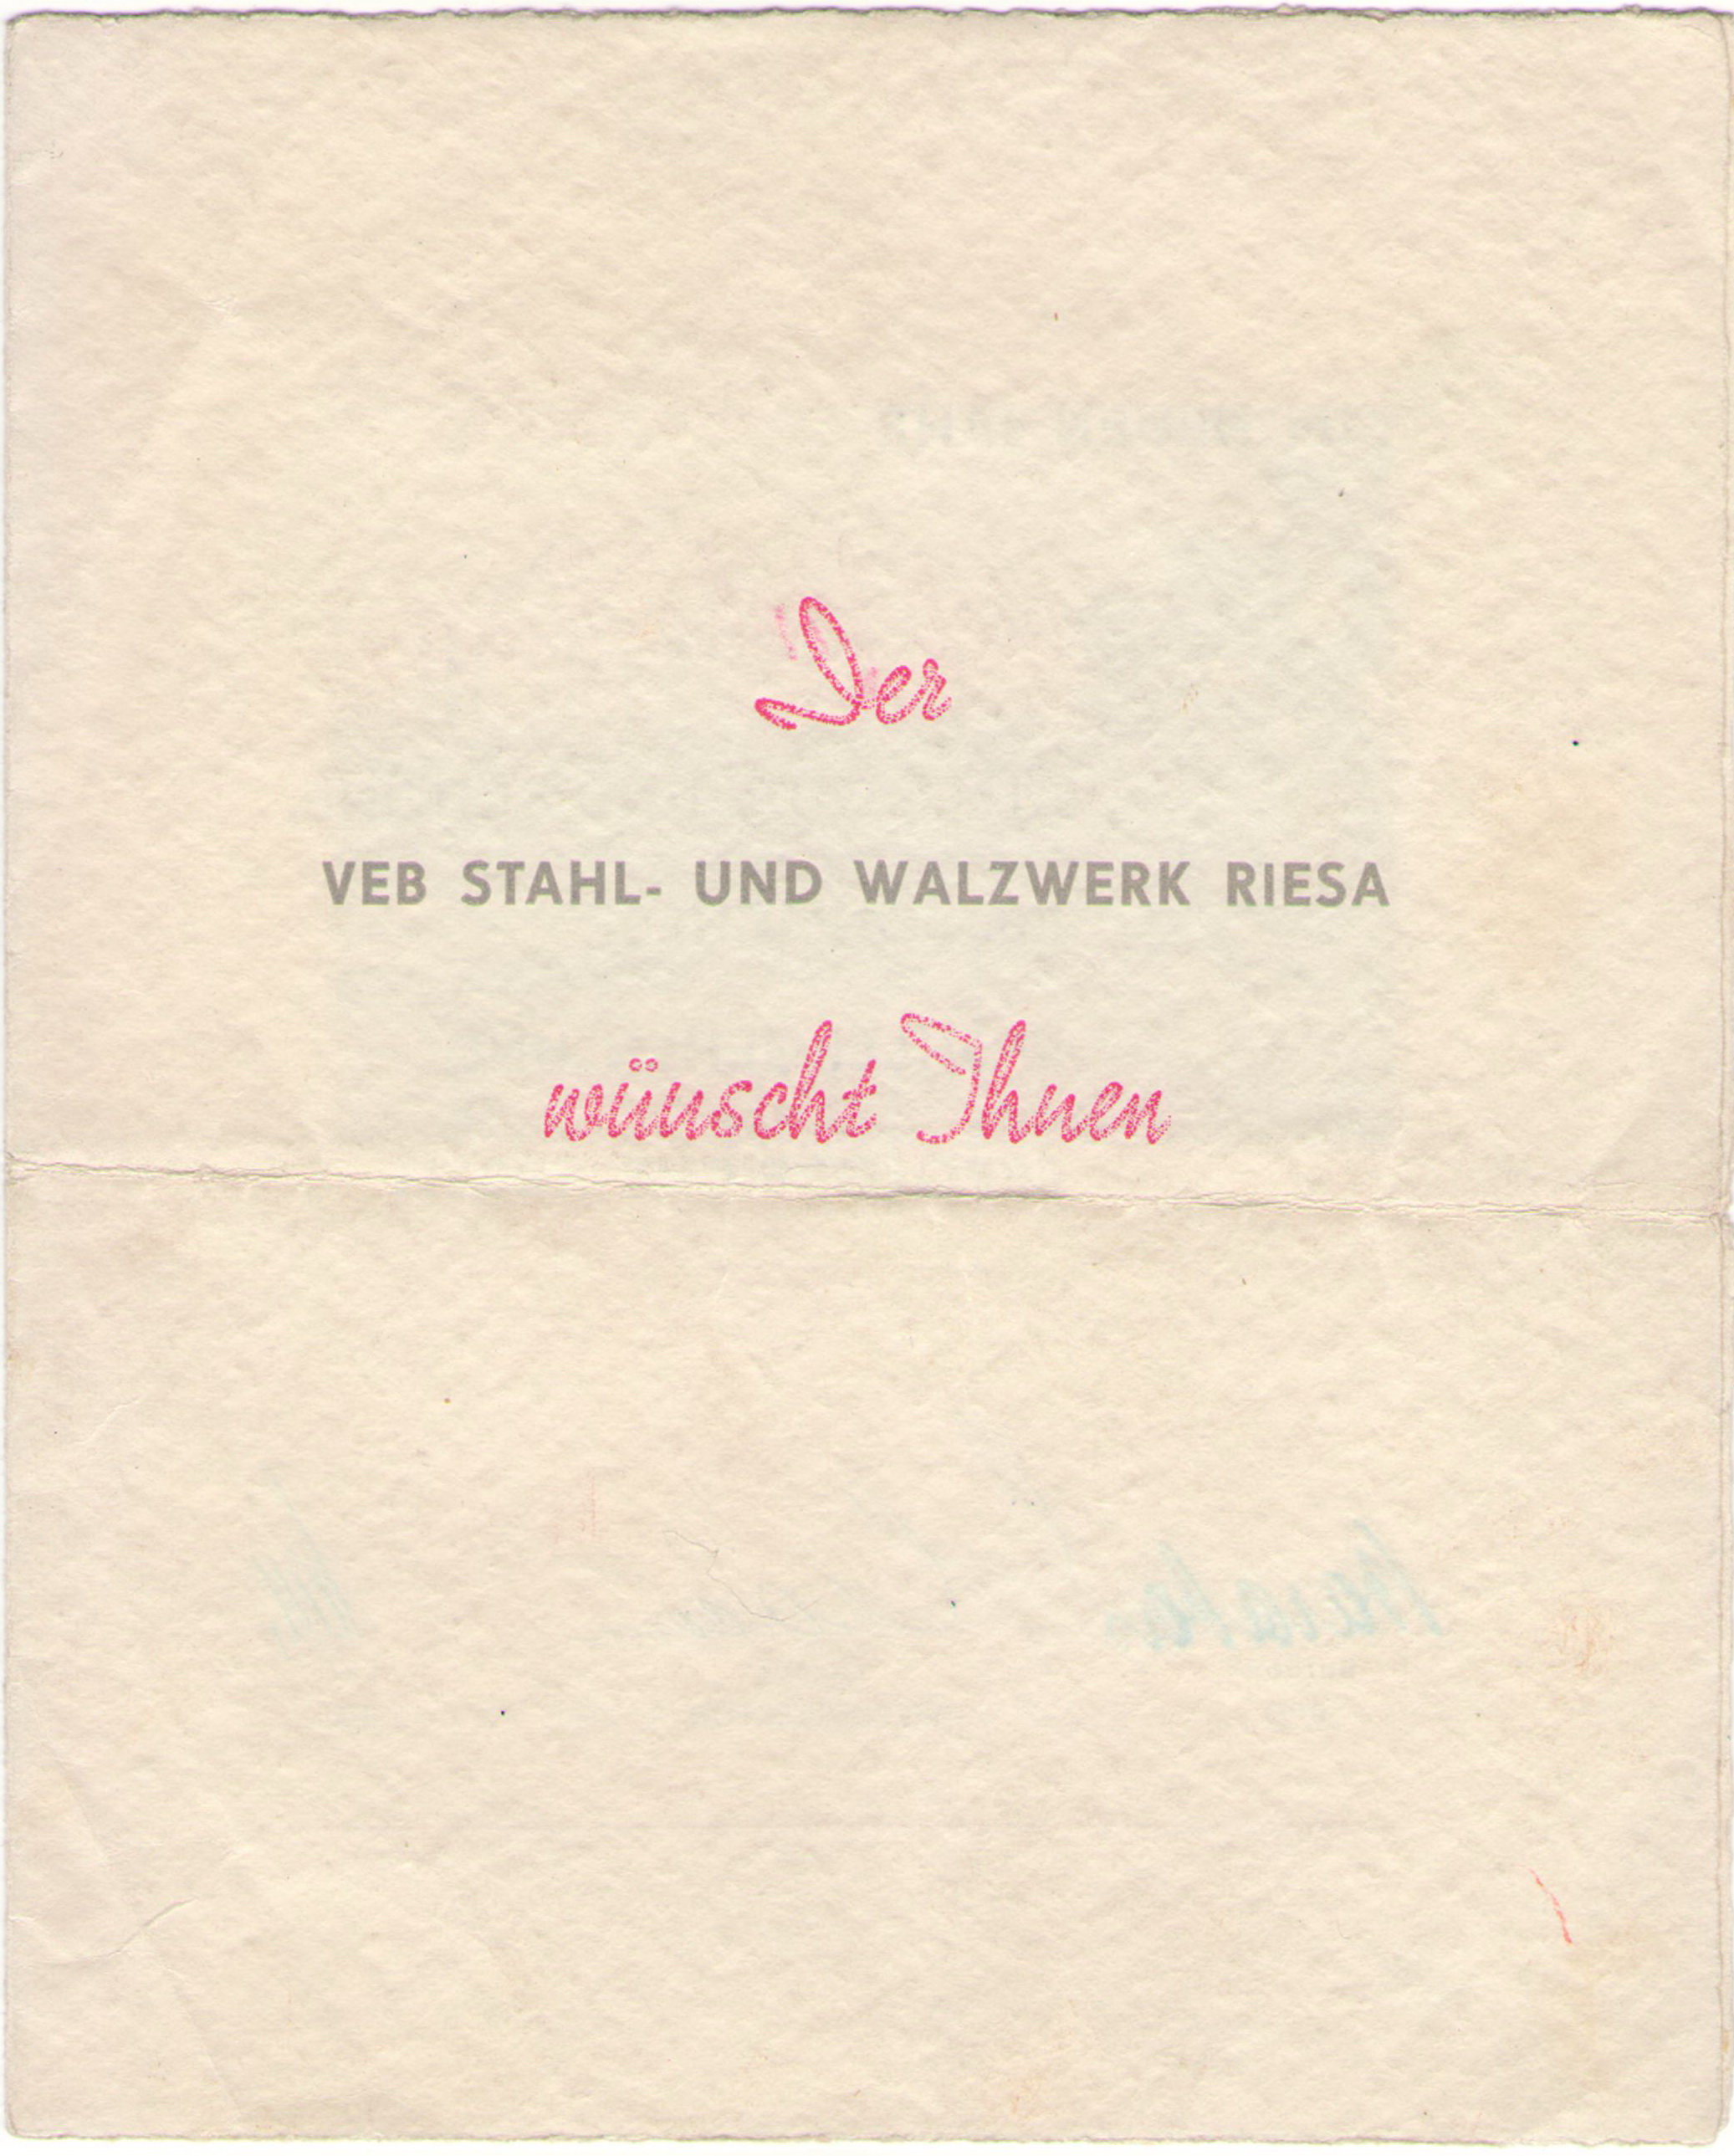 Der
VEB STAHL- UND WALZWERK RIESA
wünscht Ihnen